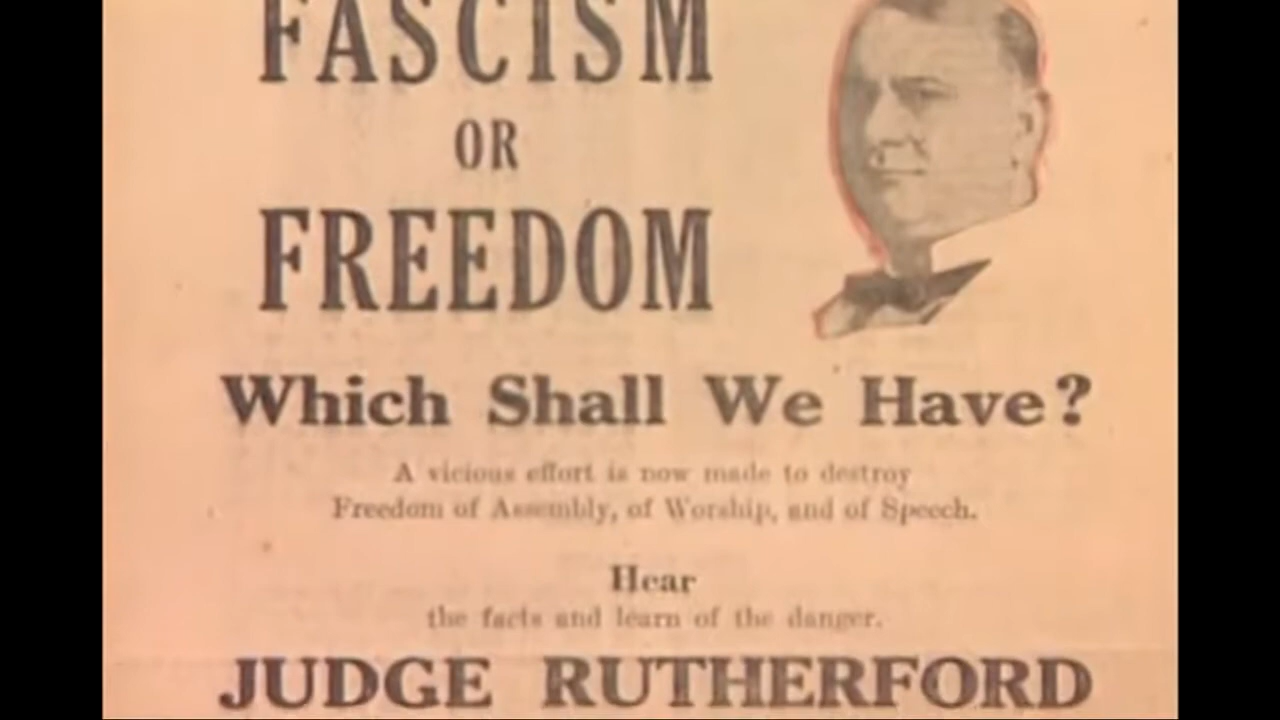 FASCISM
OR
FREEDOM
Which Shall We Have?
A vicious effort is now made to destroy
Freedom of Assembly, of Worship, and of Speech.
Hear
the facts and learn of the danger.
JUDGE RUTHERFORD